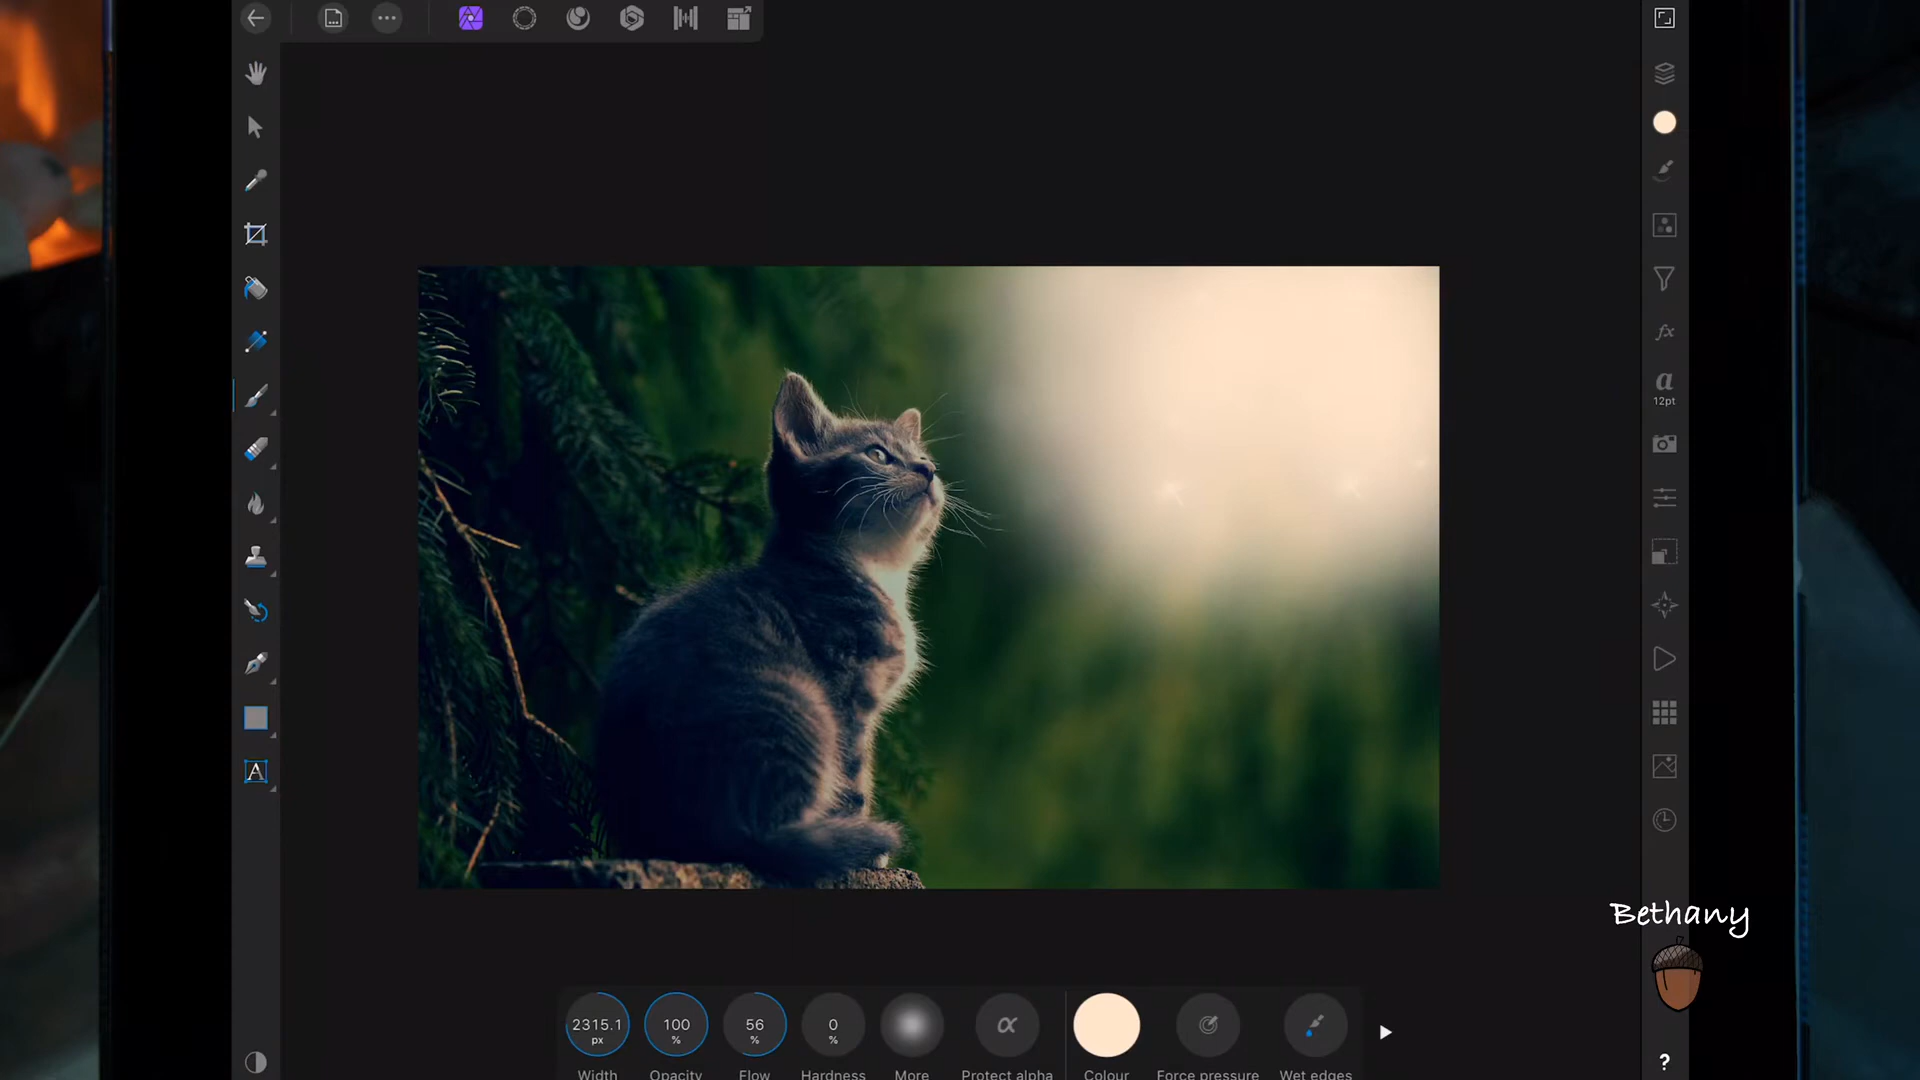 fx
a
12pt
A
Bethany
2315.1
px
100
%
56
%
0
%
α
?
Width
Opacity
Flow
Hardness
More
Protect alpha
Colour
Force pressure
Wet edges